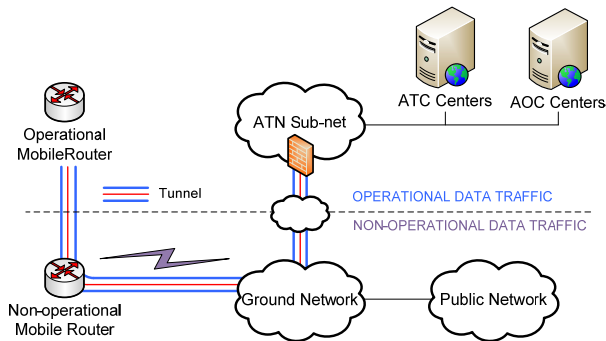 ATC Centers
AOC Centers
ATN Sub-net
Operational
MobileRouter
Tunnel
OPERATIONAL DATA TRAFFIC
NON-OPERATIONAL DATA TRAFFIC
Non-operational
Mobile Router
Ground Network
Public Network